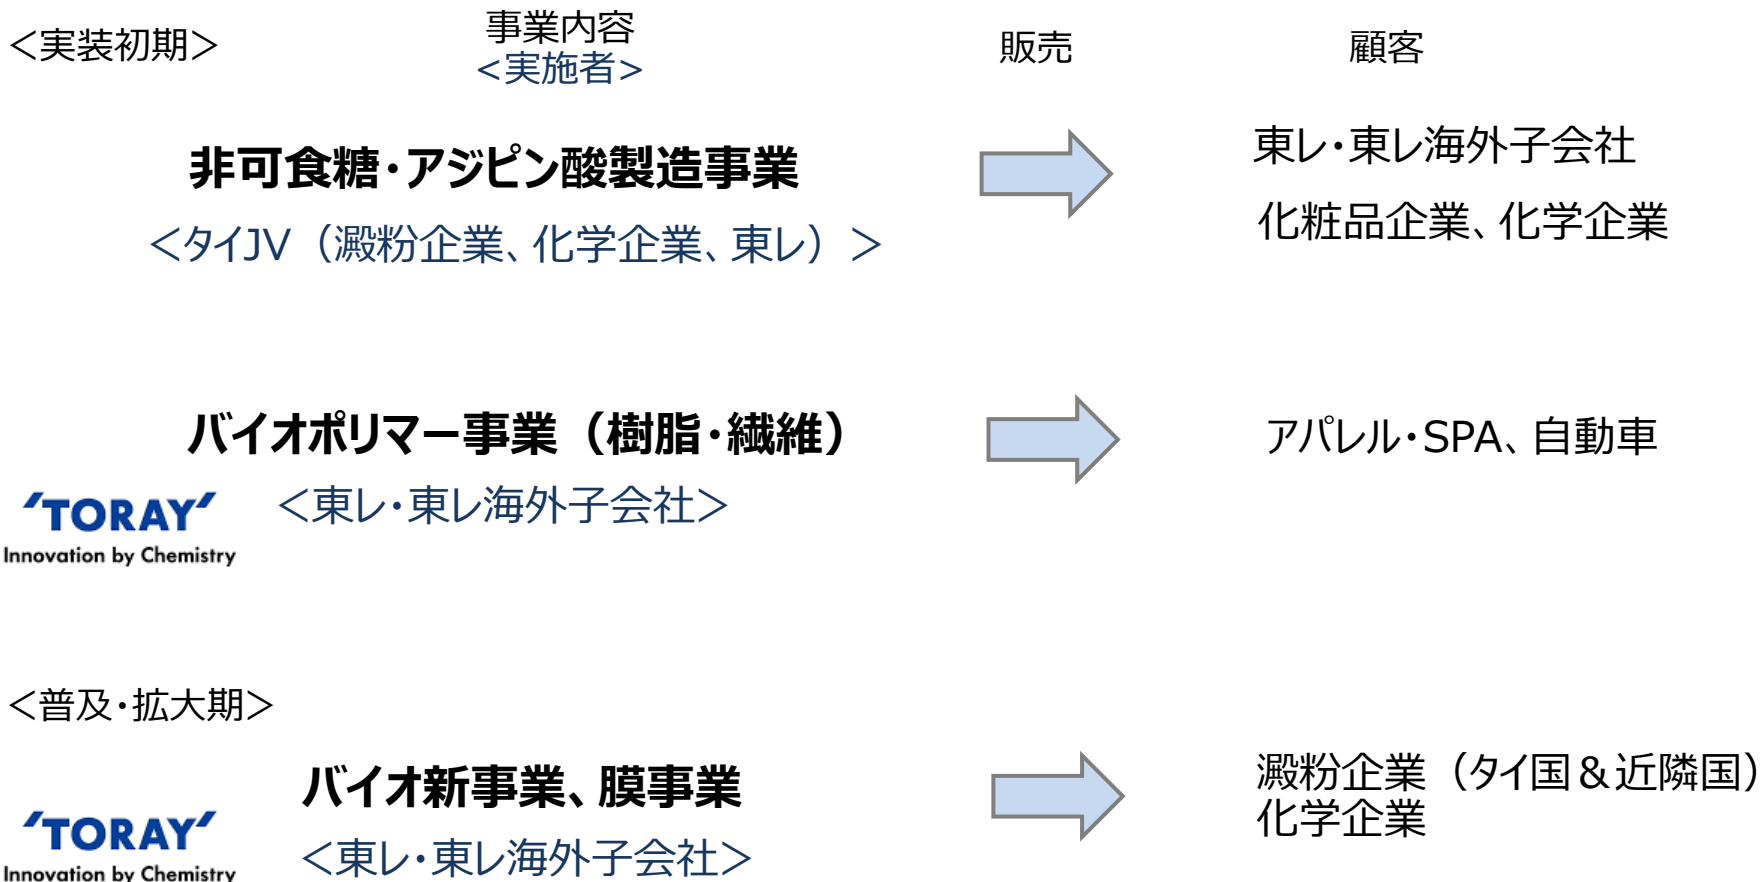 <実装初期>
事業内容
<実施者>
販売
顧客
非可食糖・アジピン酸製造事業
<タイJV（澱粉企業、化学企業、東レ）>
東レ・東レ海外子会社
化粧品企業、化学企業
バイオポリマー事業（樹脂・繊維）
<東レ・東レ海外子会社>
アパレル・SPA、自動車
'TORAY'
Innovation by Chemistry
<普及・拡大期>
バイオ新事業、膜事業
<東レ・東レ海外子会社>
澱粉企業（タイ国＆近隣国）
化学企業
'TORAY'
Innovation by Chemistry